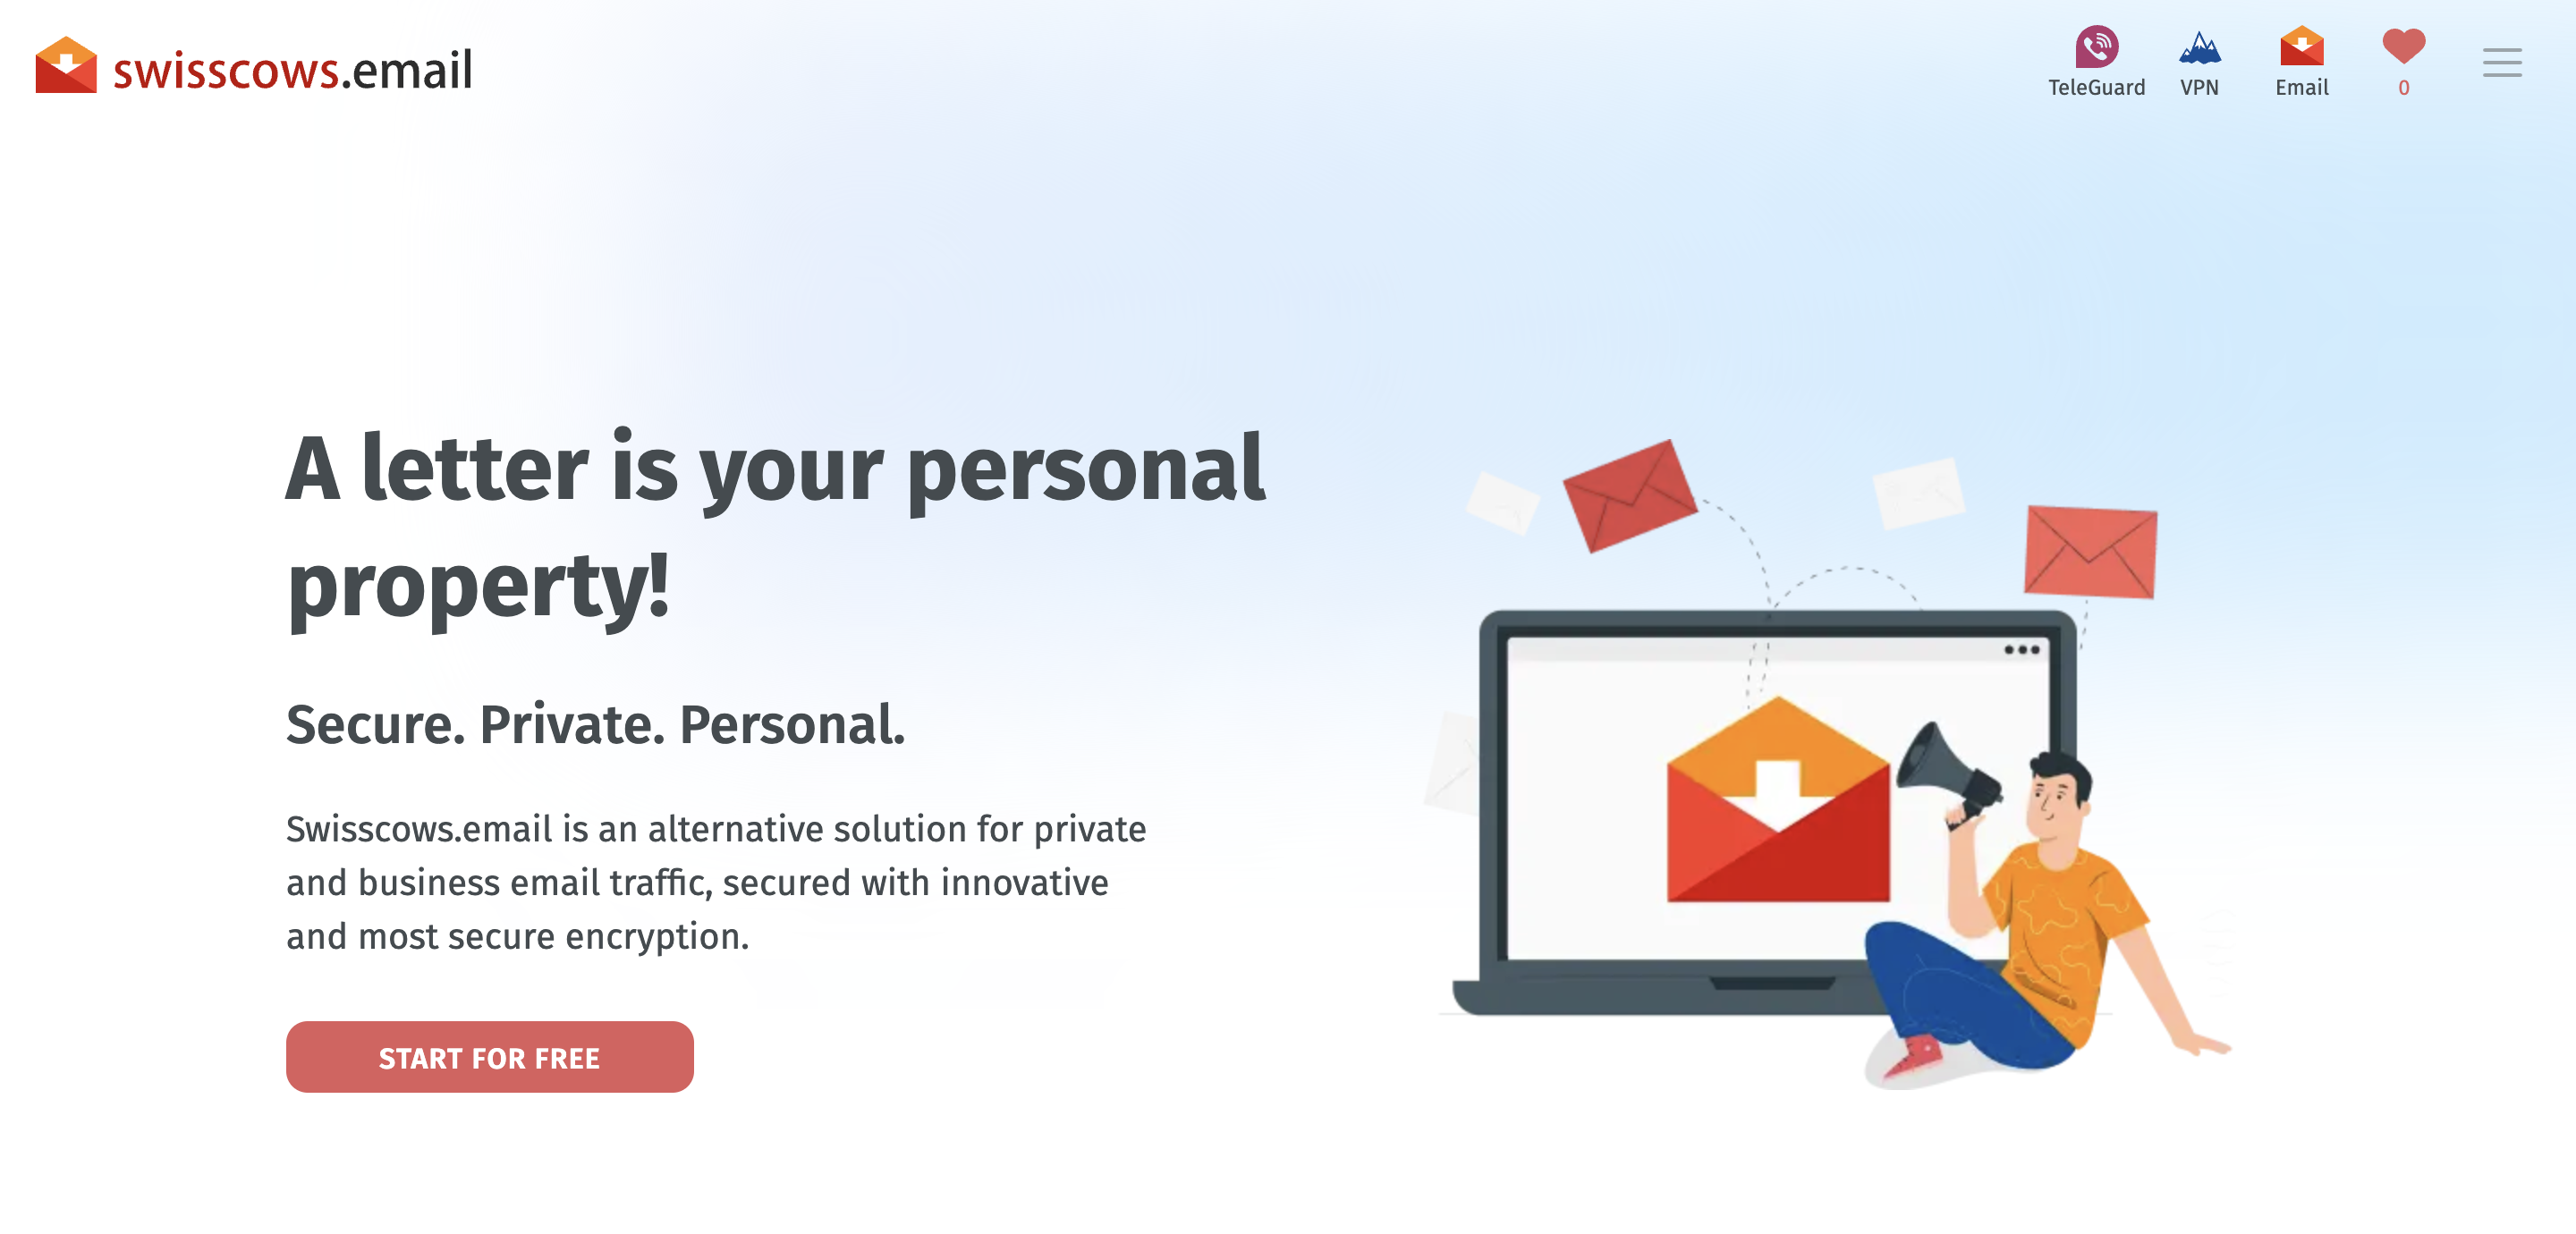 swisscows.email
TeleGuard
VPN
Email
0
A letter is your personal
property!
Secure. Private. Personal.
Swisscows.email is an alternative solution for private
and business email traffic, secured with innovative
and most secure encryption.
START FOR FREE